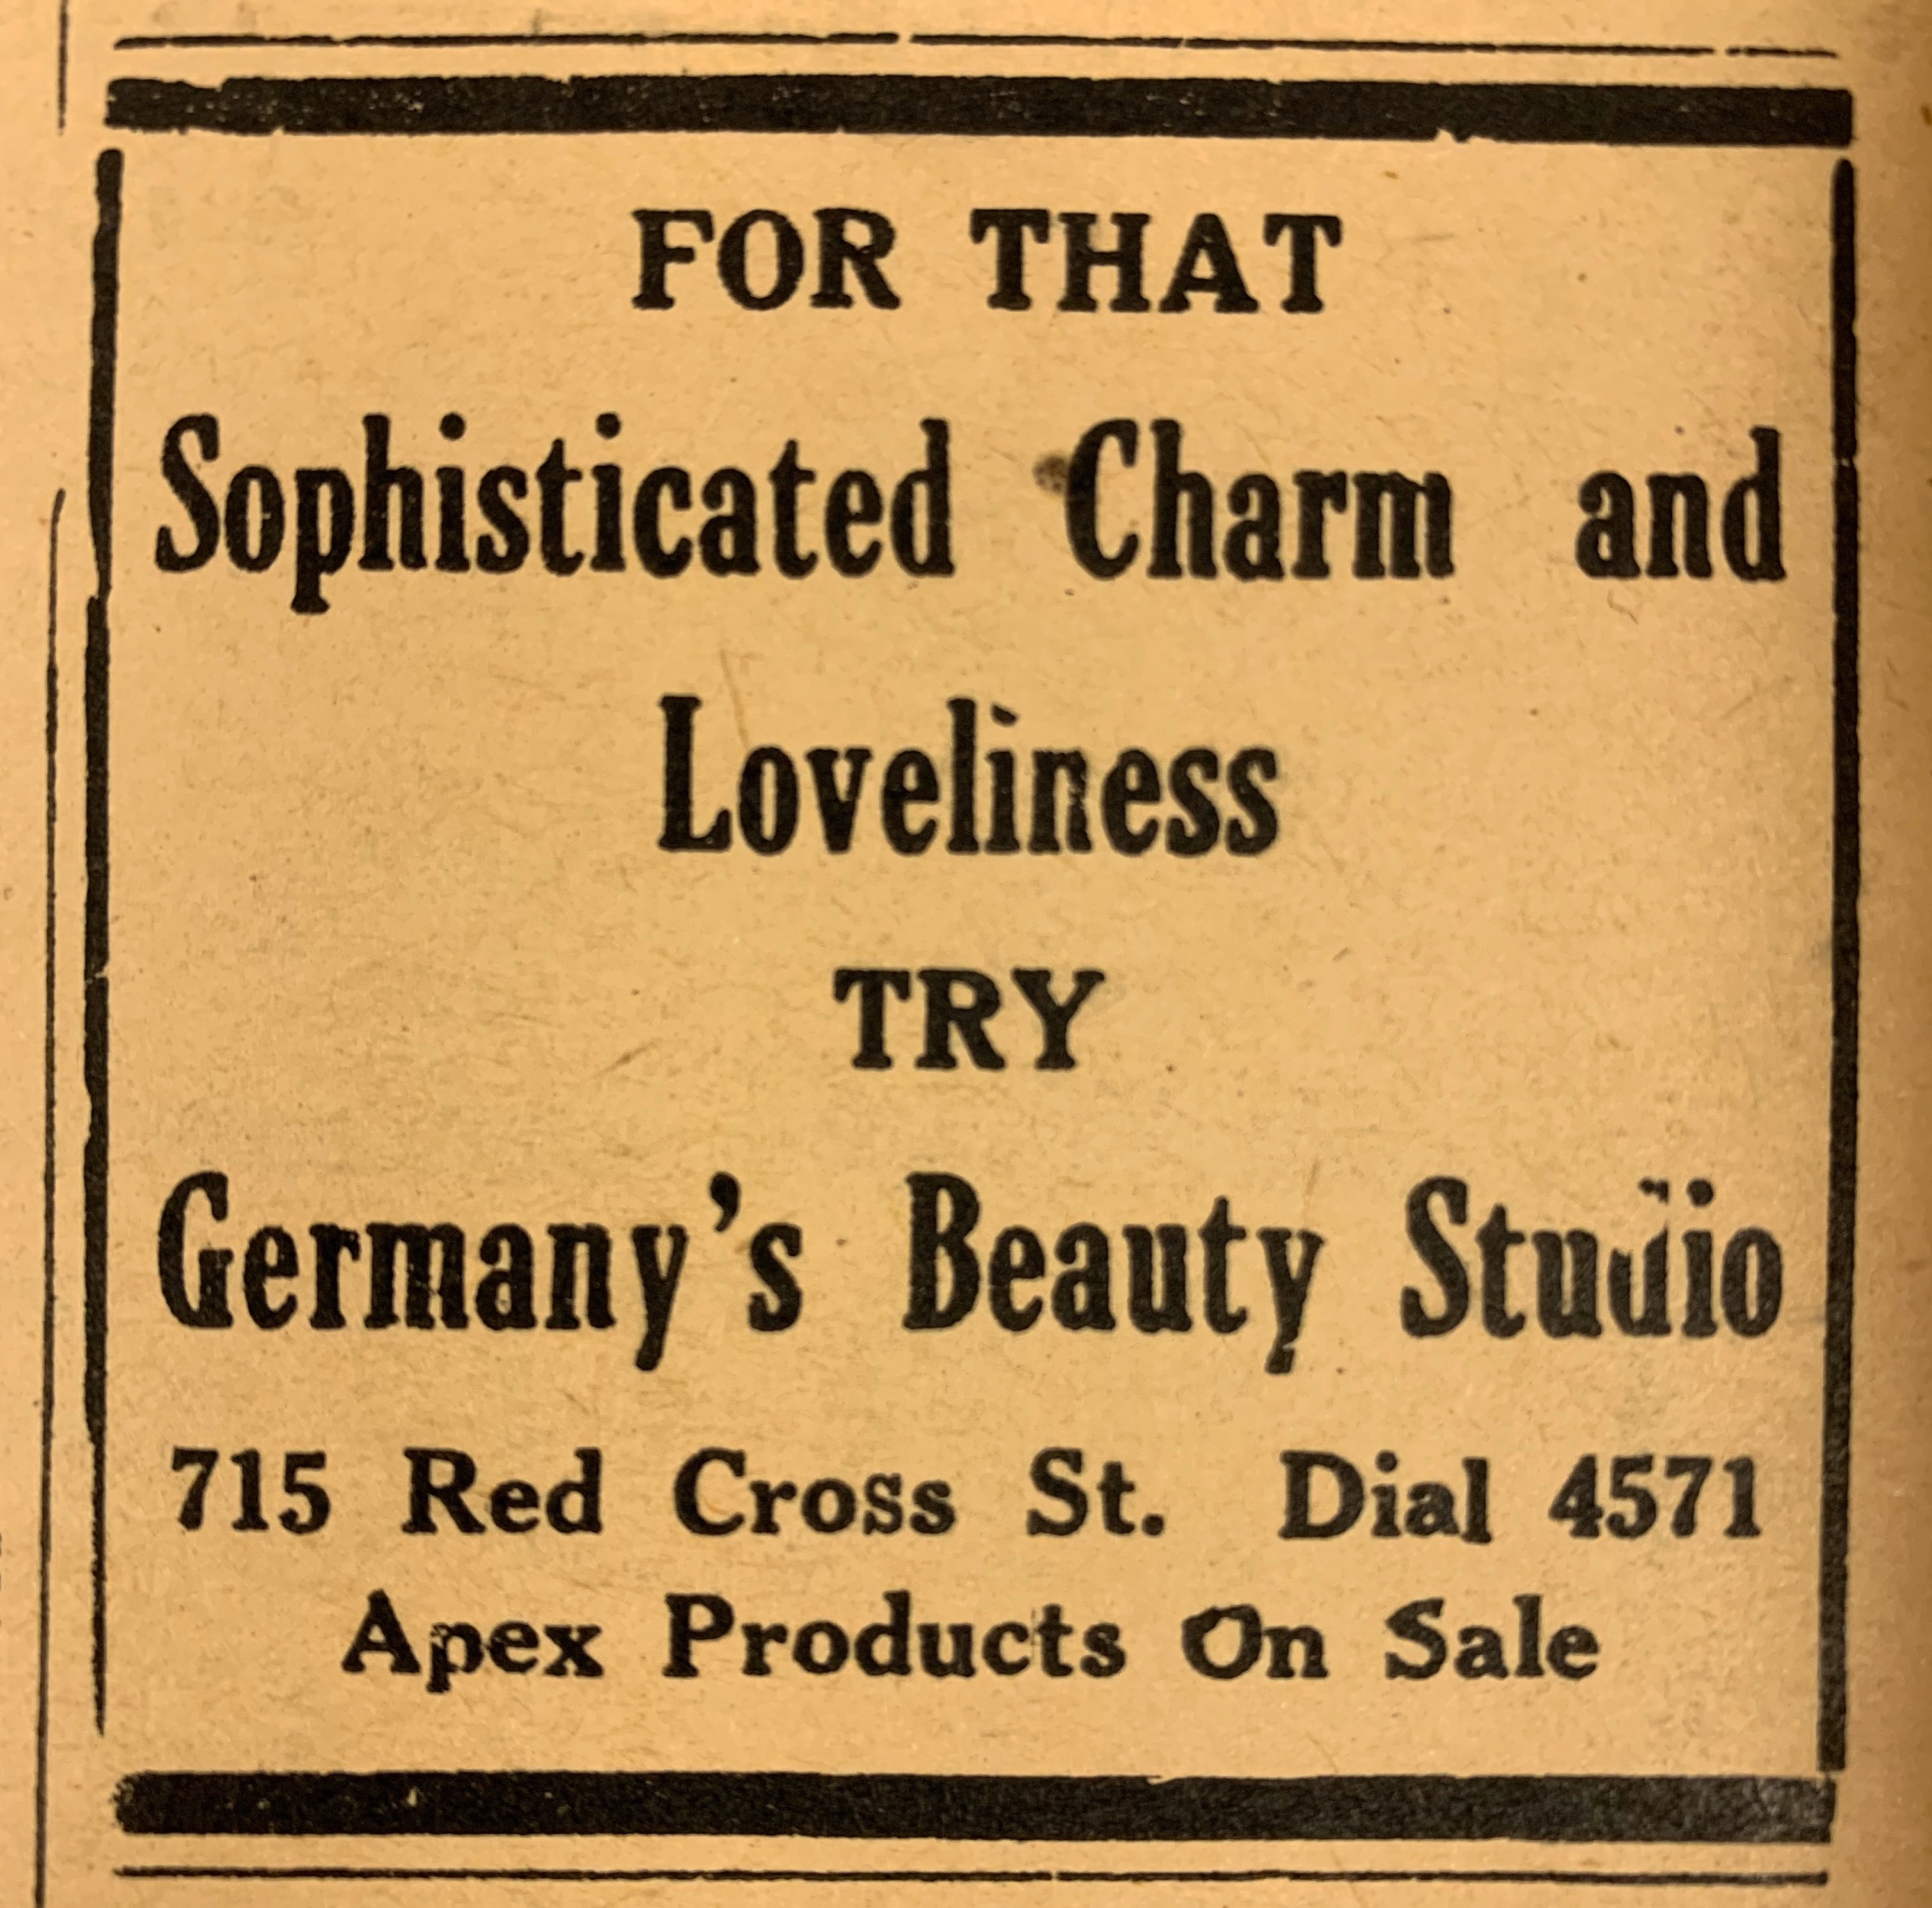 FOR THAT
Sophisticated Charm and
Loveliness
TRY
Germany's Beauty Studio
715 Red Cross St. Dial 4571
Apex Products On Sale